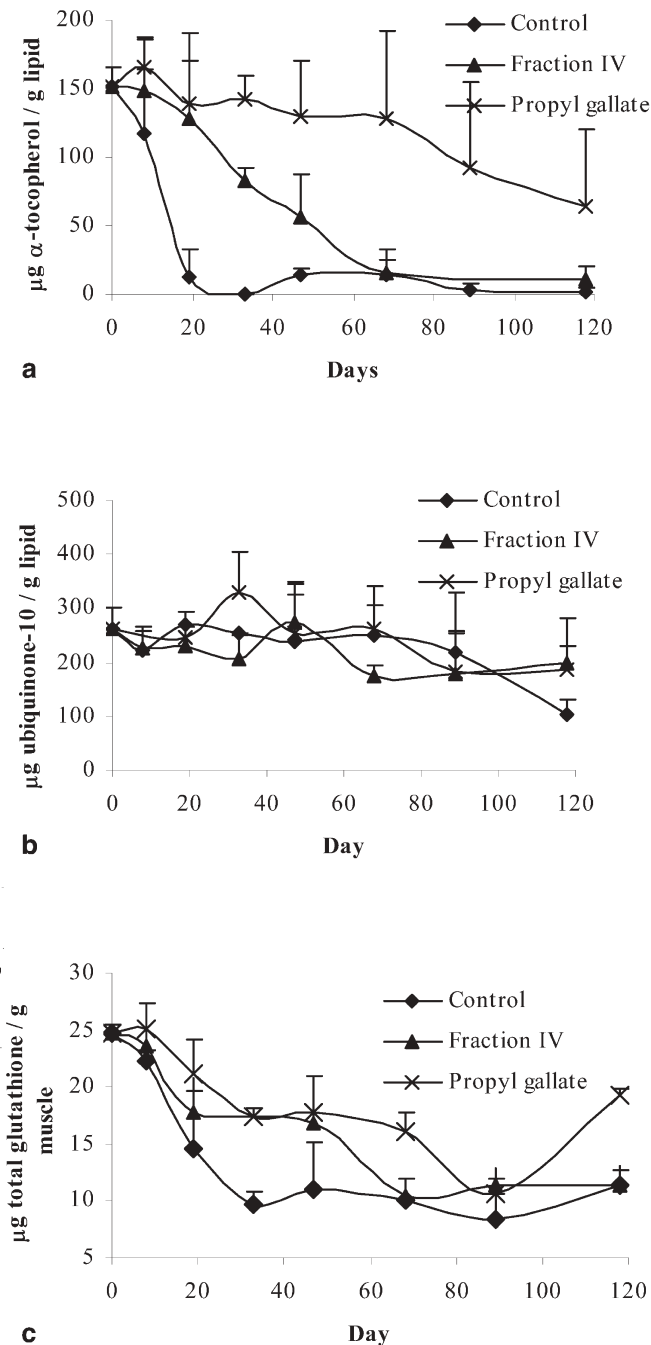 200
150
100
50
0
µg α-tocopherol / g lipid
Control
Fraction IV
Propyl gallate
0 20 40 60 80 100 120
Days
a
500
400
300
200
100
0
µg ubiquinone-10 / g lipid
Control
Fraction IV
Propyl gallate
0 20 40 60 80 100 120
Day
b
30
25
20
15
10
5
µg total glutathione / g
muscle
Control
Fraction IV
Propyl gallate
0 20 40 60 80 100 120
Day
c